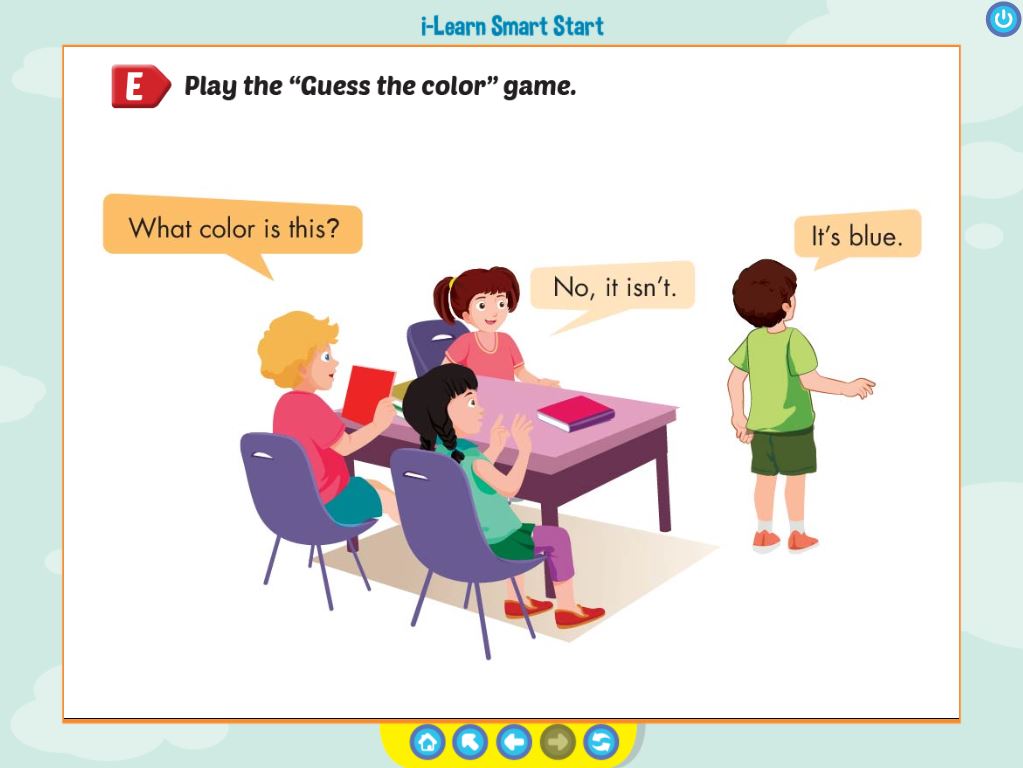 i-Learn Smart Start
E Play the “Guess the color” game.
What color is this?
No, it isn’t.
It’s blue.